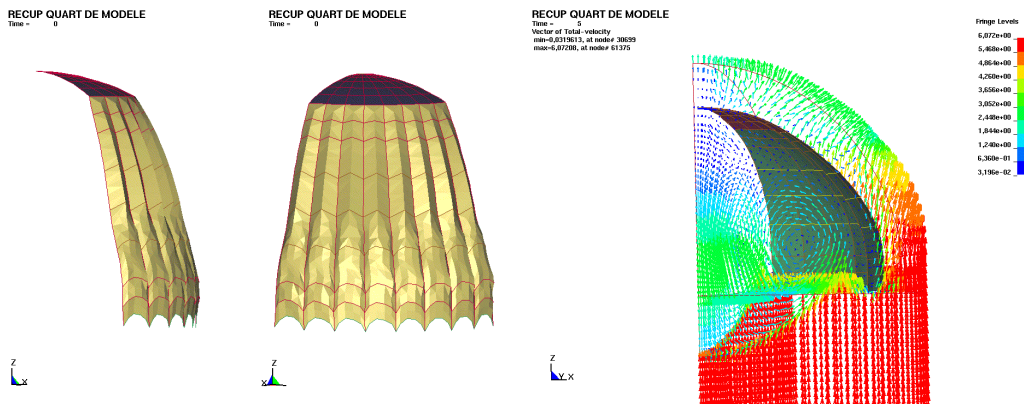 RECUP QUART DE MODELE
Time = 0
Z
X
RECUP QUART DE MODELE
Time = 0
Z
X
RECUP QUART DE MODELE
Time = 5
Vector of Total-velocity
min=0,0319613, at node# 30699
max=6,07208, at node# 61375
Fringe Levels
6,072e+00
5,468e+00
4,864e+00
4,260e+00
3,656e+00
3,052e+00
2,448e+00
1,844e+00
1,240e+00
6,360e-01
3,196e-02
Z
Y X